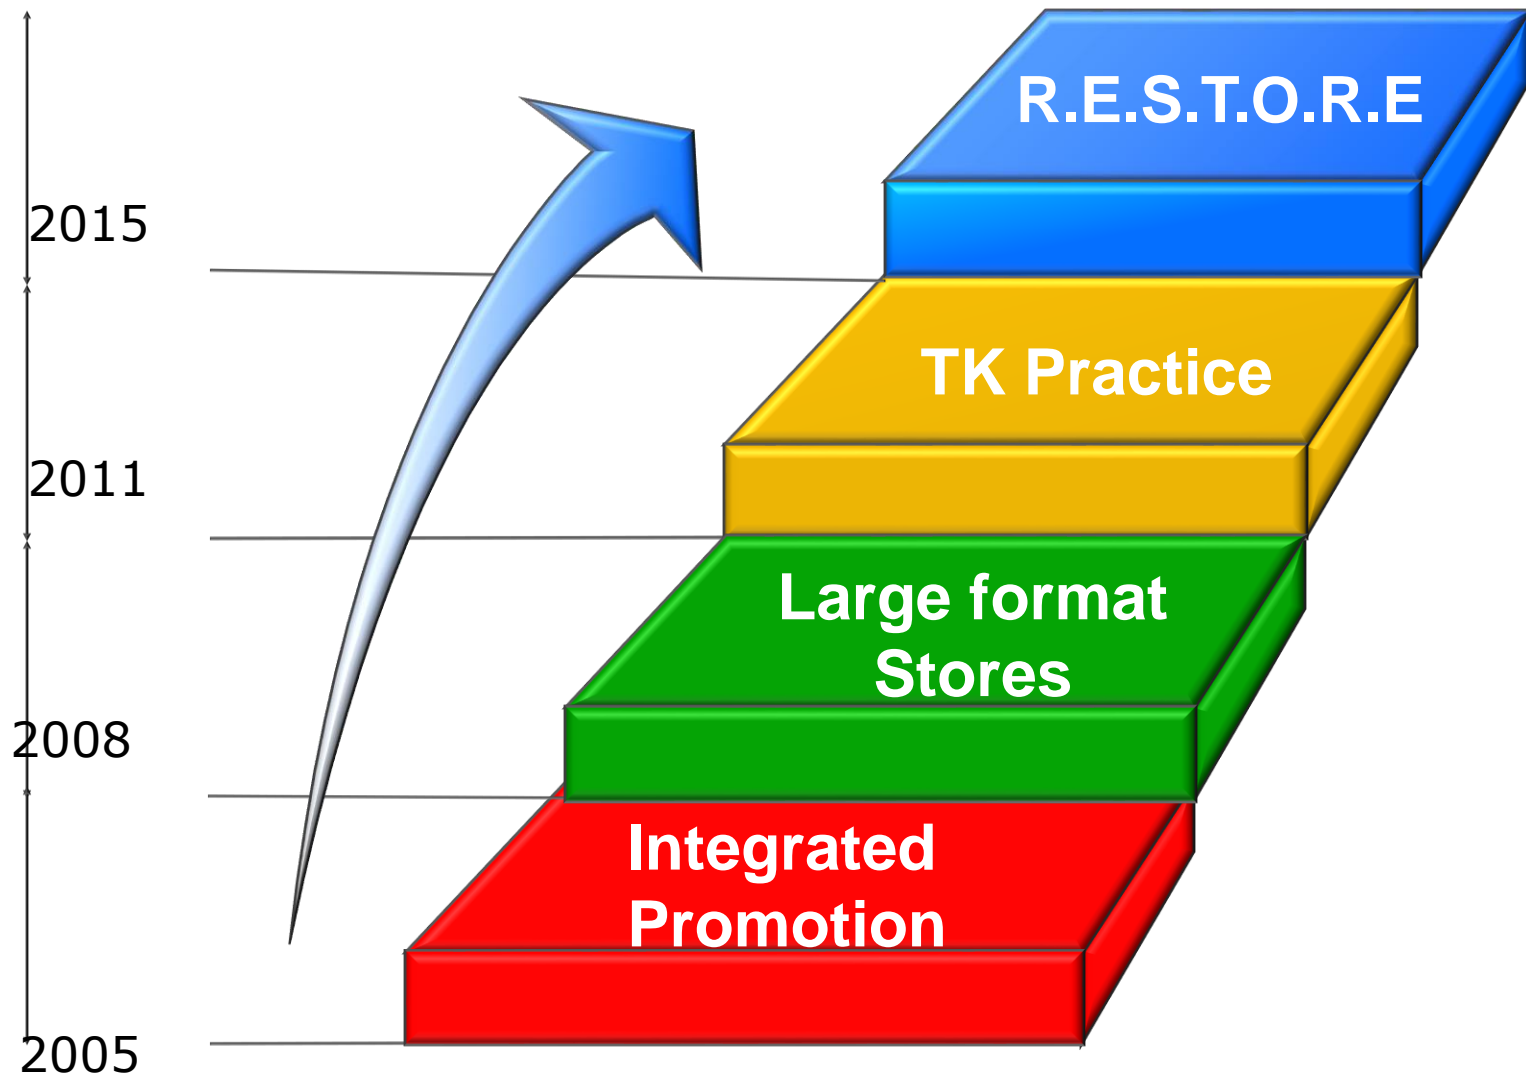 R.E.S.T.O.R.E
2015
TK Practice
2011
Large format
Stores
2008
Integrated
Promotion
2005